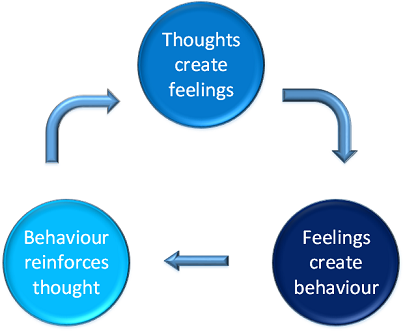 Thoughts
create
feelings
Feelings
create
behaviour
Behaviour
reinforces
thought